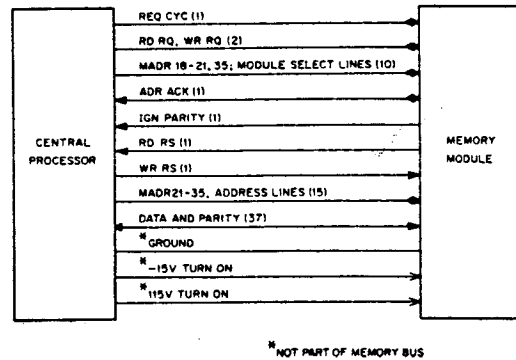 REQ CYC (1)
RD RQ, WR RQ (2)
MADR 18-21, 35; MODULE SELECT LINES (10)
ADR ACK (1)
IGN PARITY (1)
CENTRAL
PROCESSOR
RD RS (1)
MEMORY
MODULE
WR RS (1)
MADR21-35, ADDRESS LINES (15)
DATA AND PARITY (37)
*GROUND
*-15V TURN ON
*115V TURN ON
*NOT PART OF MEMORY BUS